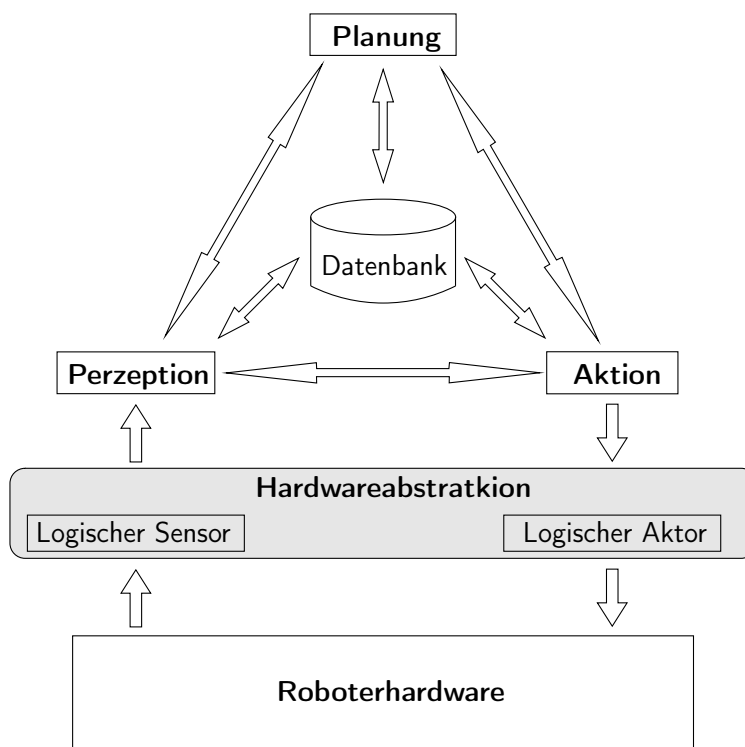 Planung
Datenbank
Perzeption
Aktion
Hardwareabstratkion
Logischer Sensor
Logischer Aktor
Roboterhardware